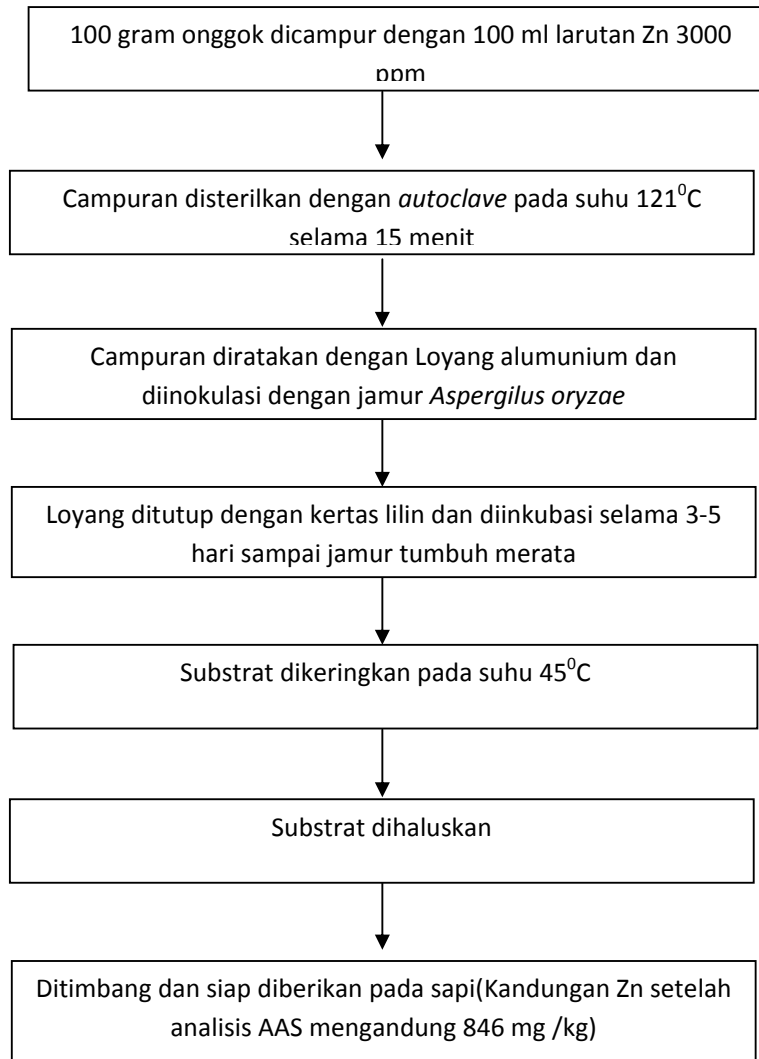 100 gram onggok dicampur dengan 100 ml larutan Zn 3000
ppm
Campuran disterilkan dengan autoclave pada suhu 121⁰C
selama 15 menit
Campuran diratakan dengan Loyang alumunium dan
diinokulasi dengan jamur Aspergilus oryzae
Loyang ditutup dengan kertas lilin dan diinkubasi selama 3-5
hari sampai jamur tumbuh merata
Substrat dikeringkan pada suhu 45⁰C
Substrat dihaluskan
Ditimbang dan siap diberikan pada sapi(Kandungan Zn setelah
analisis AAS mengandung 846 mg /kg)